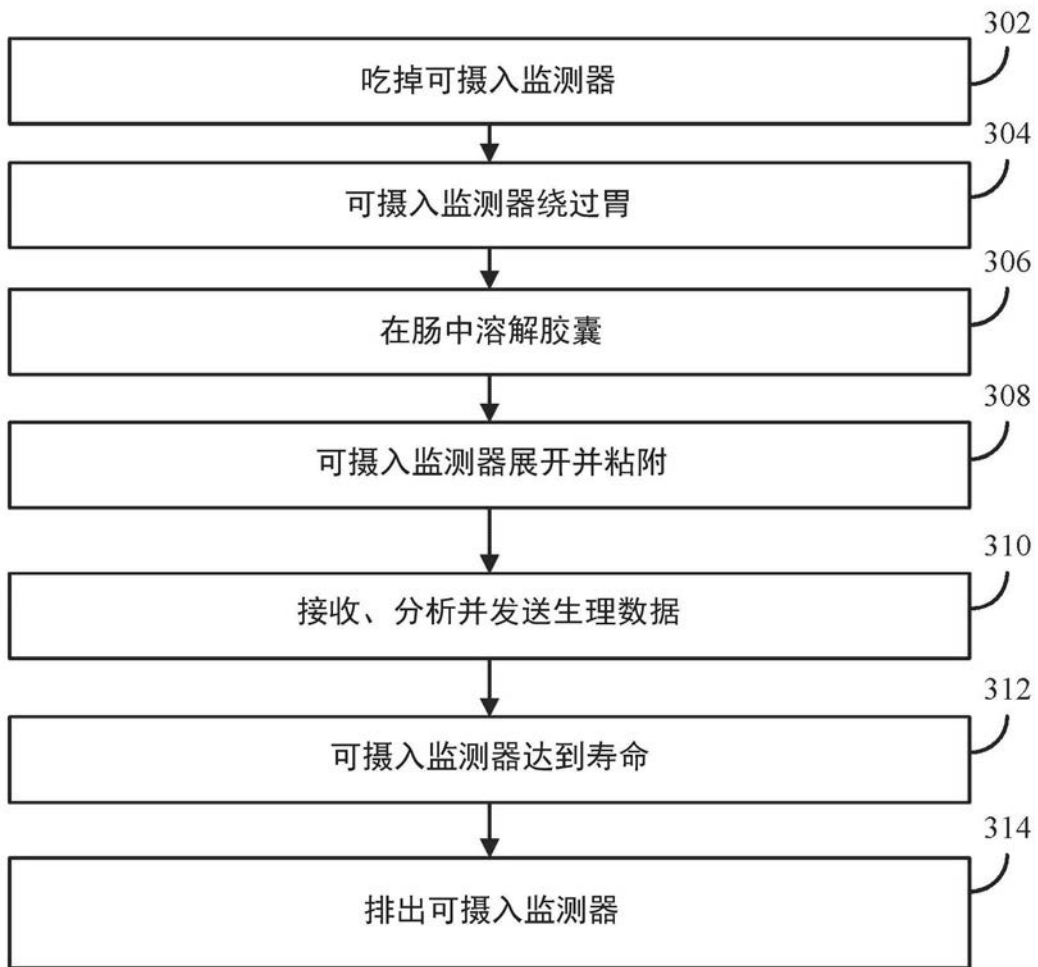 302
吃掉可摄入监测器
304
可摄入监测器绕过胃
306
在肠中溶解胶囊
308
可摄入监测器展开并粘附
310
接收、分析并发送生理数据
312
可摄入监测器达到寿命
314
排出可摄入监测器